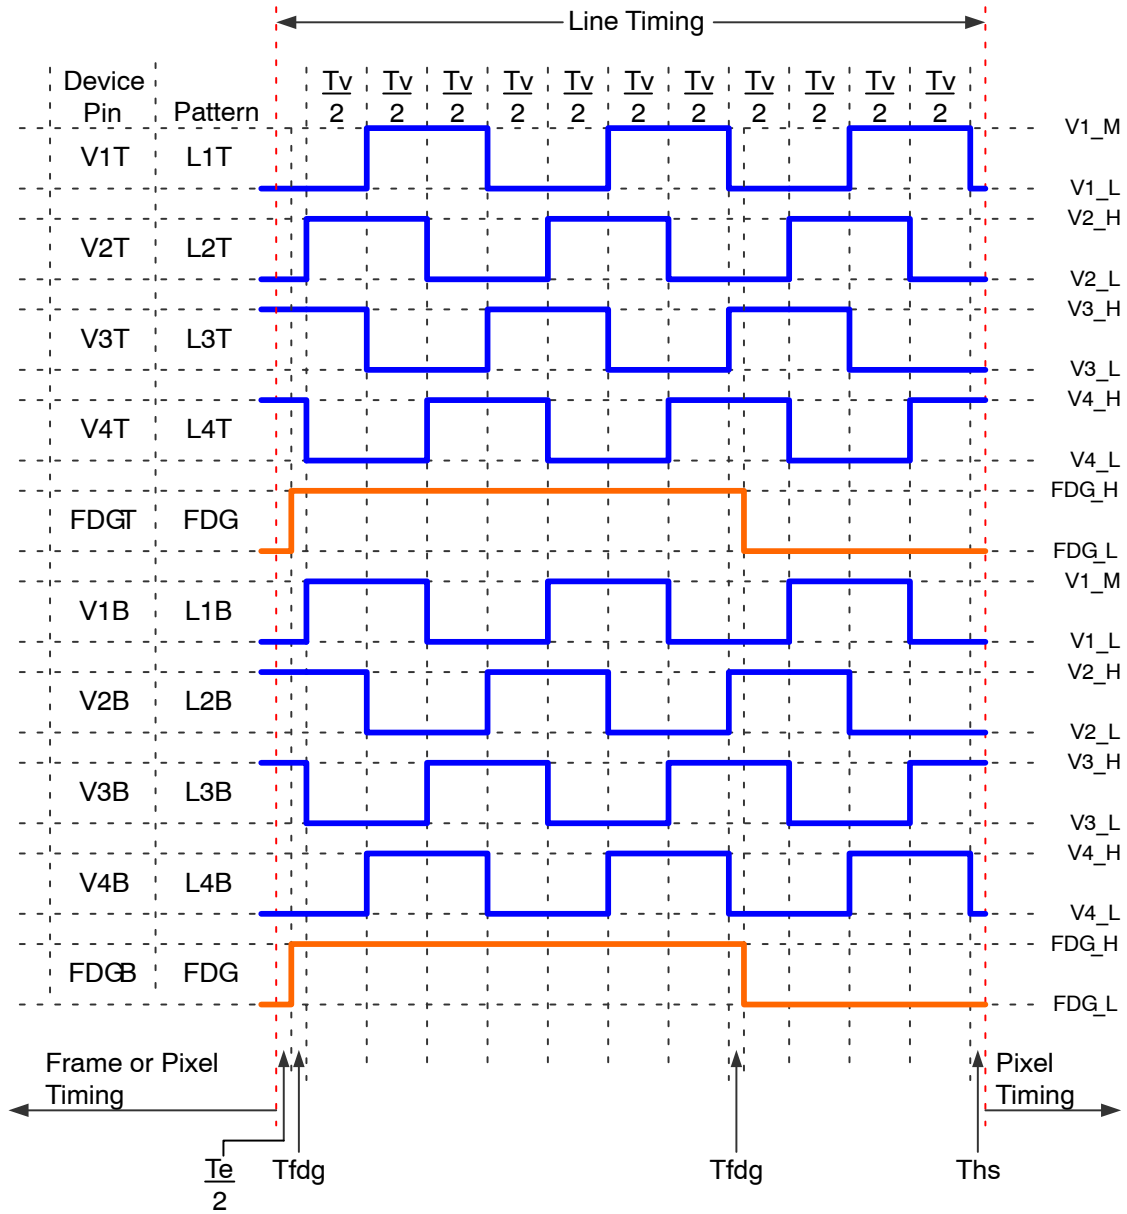 Line Timing
Device Pin
Pattern
Tv/2 Tv/2 Tv/2 Tv/2 Tv/2 Tv/2 Tv/2 Tv/2 Tv/2 Tv/2 Tv/2
V1_M
V1T L1T
V1_L
V2_H
V2T L2T
V2_L
V3_H
V3T L3T
V3_L
V4_H
V4T L4T
V4_L
FDG_H
FDGT FDG
FDG_L
V1_M
V1B L1B
V1_L
V2_H
V2B L2B
V2_L
V3_H
V3B L3B
V3_L
V4_H
V4B L4B
V4_L
FDG_H
FDGB FDG
FDG_L
Frame or Pixel
Timing
Pixel
Timing
Te/2 Tfdg Tfdg Ths